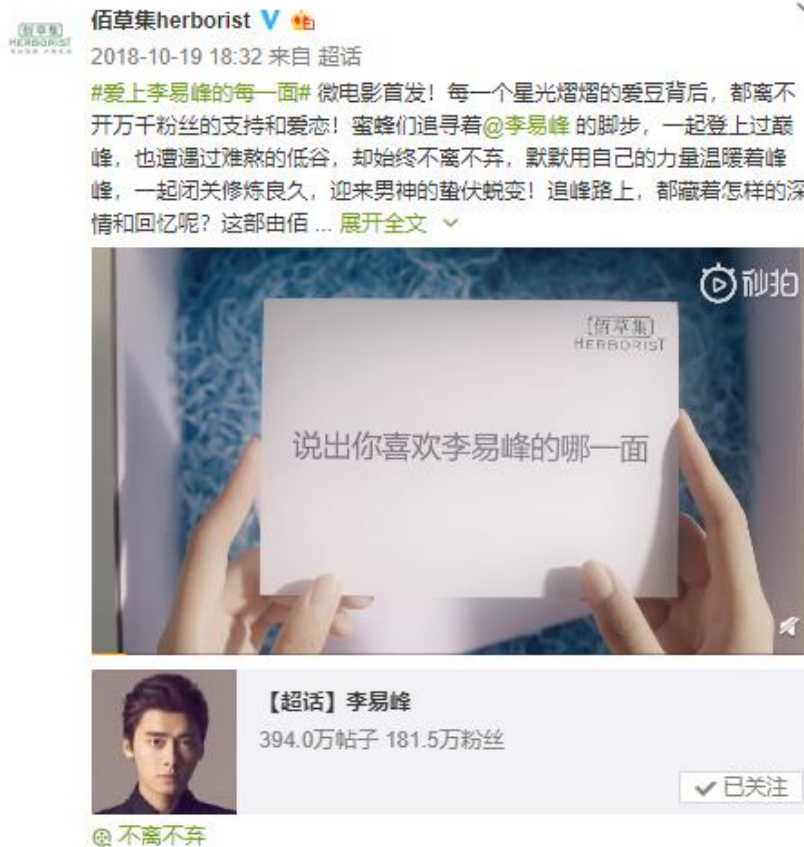 佰草集herborist
2018-10-19 18:32 来自 超话
#爱上李易峰的每一面# 微电影首发！每一个星光熠熠的爱豆背后，都离不
开万千粉丝的支持和爱恋！蜜蜂们追寻着@李易峰 的脚步，一起登上过巅
峰，也遭遇过难熬的低谷，却始终不离不弃，默默用自己的力量温暖着峰
峰，一起闭关修炼良久，迎来男神的蛰伏蜕变！追峰路上，都藏着怎样的深
情和回忆呢？这部由佰 ... 展开全文
秒拍
[佰草集]
HERBORIST
说出你喜欢李易峰的哪一面
【超话】李易峰
394.0万帖子 181.5万粉丝
已关注
不离不弃